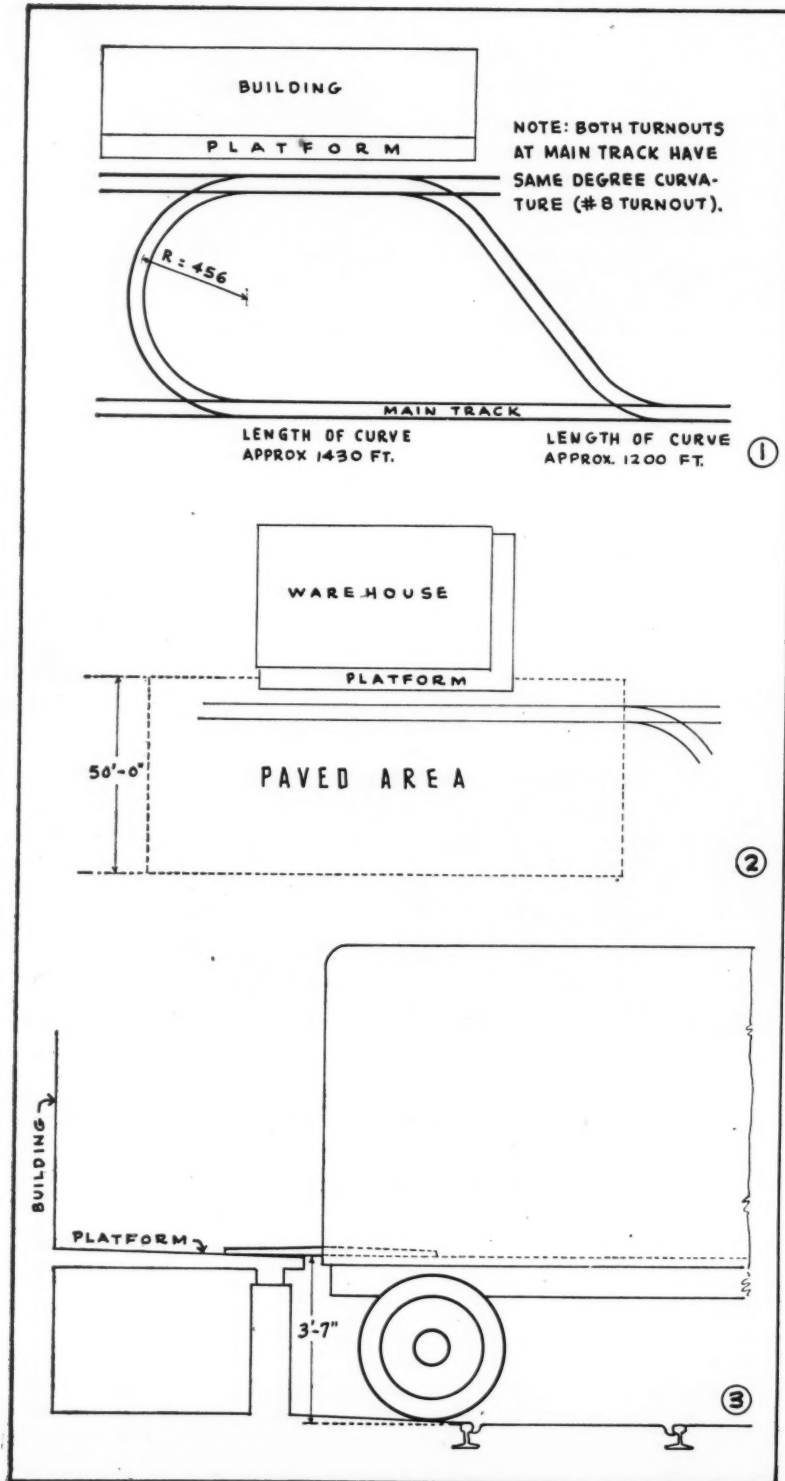 BUILDING
PLATFORM
NOTE: BOTH TURNOUTS
AT MAIN TRACK HAVE
SAME DEGREE CURVA-
TURE (#8 TURNOUT).
R = 456
MAIN TRACK
LENGTH OF CURVE
APPROX 1430 FT.
LENGTH OF CURVE
APPROX. 1200 FT.
1
WAREHOUSE
PLATFORM
50'-0"
PAVED AREA
2
BUILDING
PLATFORM
3'-7"
3